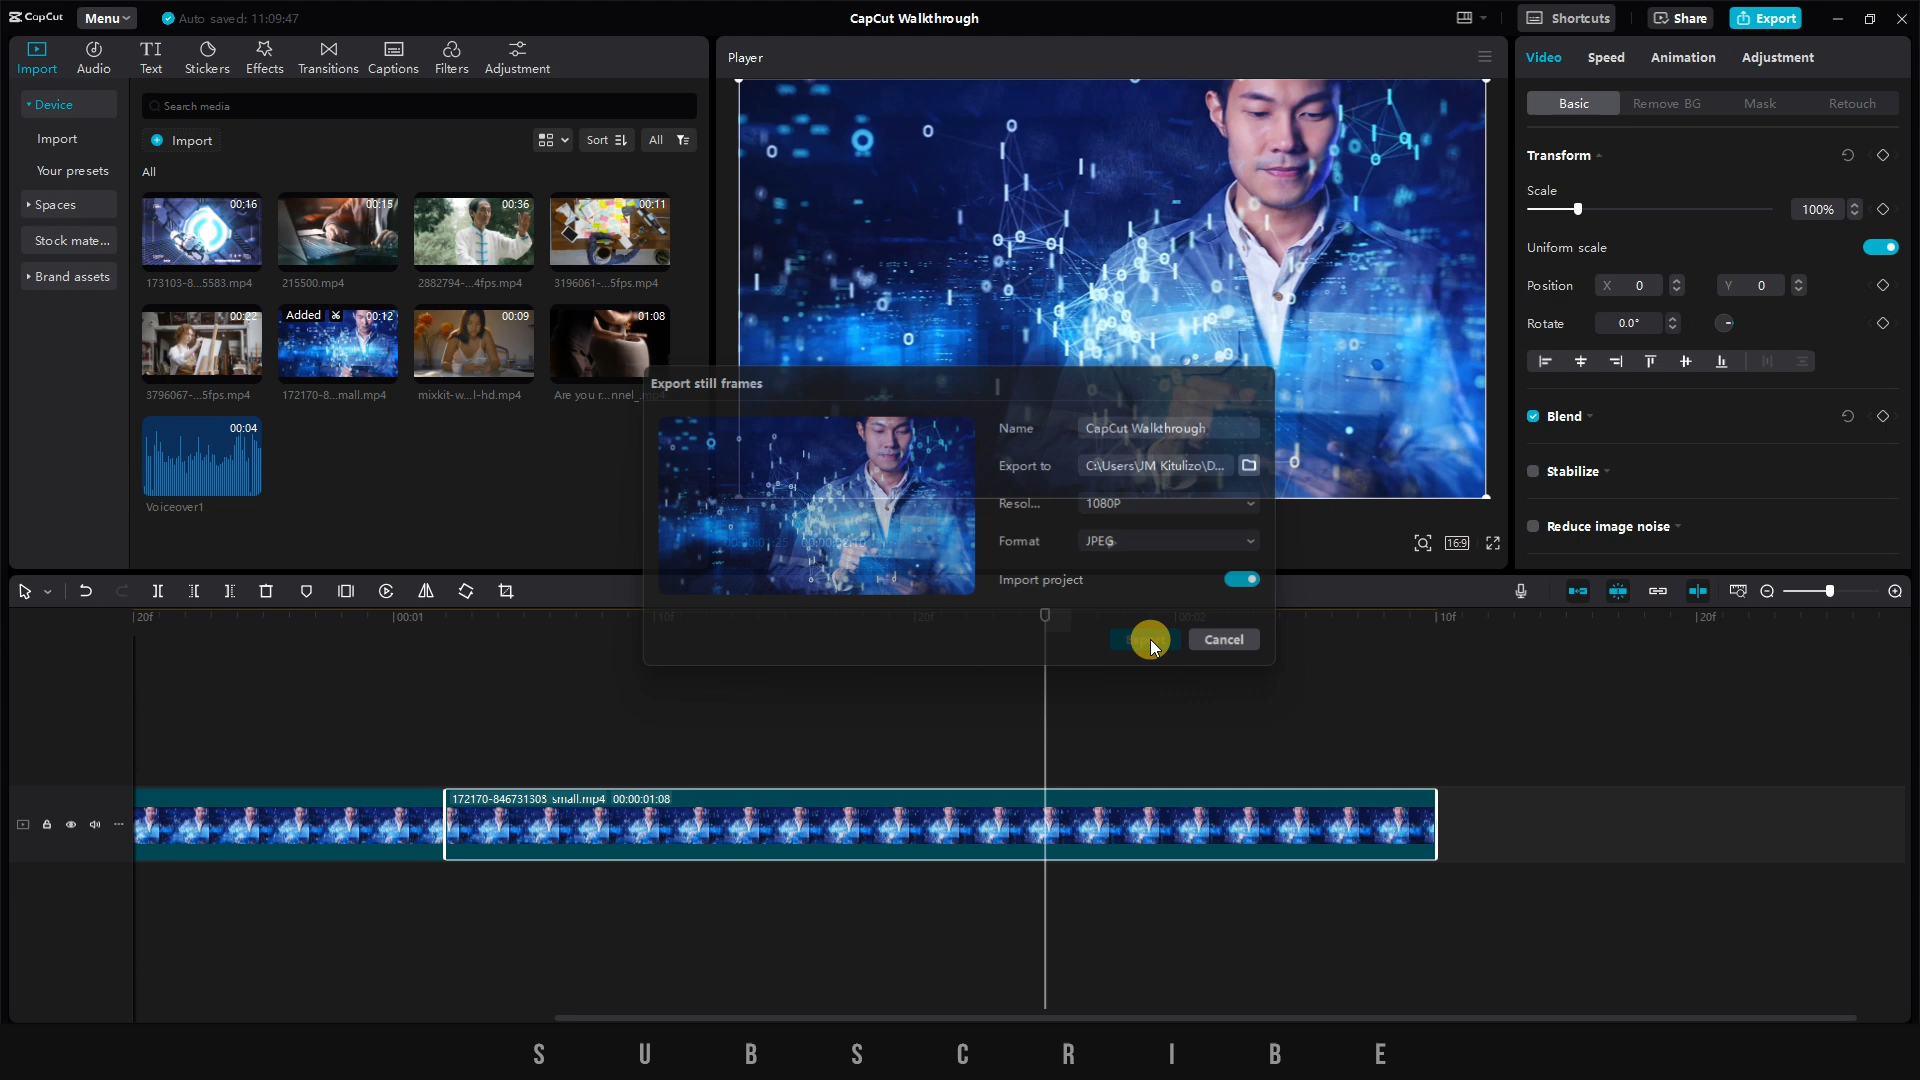 CapCut
Menu
Auto saved: 11:09:47
CapCut Walkthrough
Shortcuts
Share
Export
Import
Audio
Text
Stickers
Effects
Transitions
Captions
Filters
Adjustment
Player
Video
Speed
Animation
Adjustment
Device
Import
Your presets
Spaces
Stock mate...
Brand assets
Search media
Import
Sort
All
All
00:16
00:15
00:36
00:11
173103-8...5583.mp4
215500.mp4
2882794-...4fps.mp4
3196061-...5fps.mp4
00:22
Added
00:12
00:09
01:08
3796067-...5fps.mp4
172170-8...mall.mp4
mixkit-w...l-hd.mp4
Are you r...nnel_.mp4
00:04
Voiceover1
Basic
Remove BG
Mask
Retouch
Transform
Scale
100%
Uniform scale
Position
X 0
Y 0
Rotate
0.0°
Blend
Stabilize
Reduce image noise
Export still frames
Name
CapCut Walkthrough
Export to
C:\Users\JM Kitulizo\D...
Resol...
1080P
Format
JPEG
Import project
Cancel
16:9
20f
00:01
10f
20f
00:02
10f
20f
172170-846731503_small.mp4 00:00:01:08
SUBSCRIBE